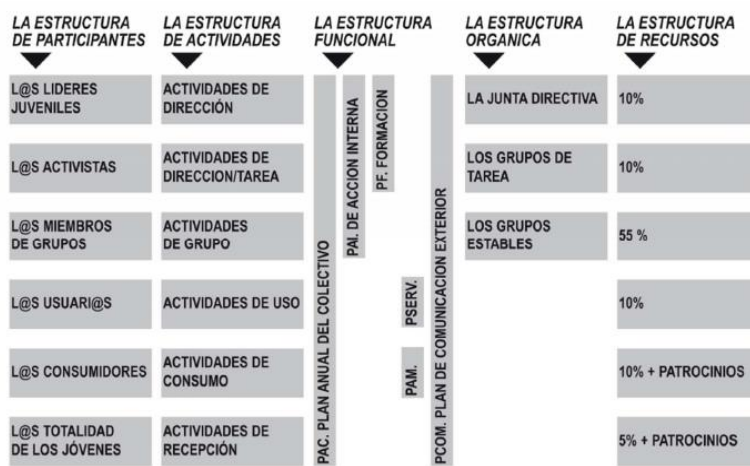 LA ESTRUCTURA
DE PARTICIPANTES
LA ESTRUCTURA
DE ACTIVIDADES
LA ESTRUCTURA
FUNCIONAL
LA ESTRUCTURA
ORGANICA
LA ESTRUCTURA
DE RECURSOS
L@S LIDERES
JUVENILES
ACTIVIDADES DE
DIRECCIÓN
LA JUNTA DIRECTIVA
10%
L@S ACTIVISTAS
ACTIVIDADES DE
DIRECCION/TAREA
LOS GRUPOS DE
TAREA
10%
L@S MIEMBROS
DE GRUPOS
ACTIVIDADES
DE GRUPO
LOS GRUPOS
ESTABLES
55 %
L@S USUARI@S
ACTIVIDADES DE USO
10%
L@S CONSUMIDORES
ACTIVIDADES DE
CONSUMO
10% + PATROCINIOS
L@S TOTALIDAD
DE LOS JÓVENES
ACTIVIDADES DE
RECEPCIÓN
5% + PATROCINIOS
PAC. PLAN ANUAL DEL COLECTIVO
PAI. DE ACCION INTERNA
PF. FORMACION
PSERV.
PAM.
PCOM. PLAN DE COMUNICACION EXTERIOR